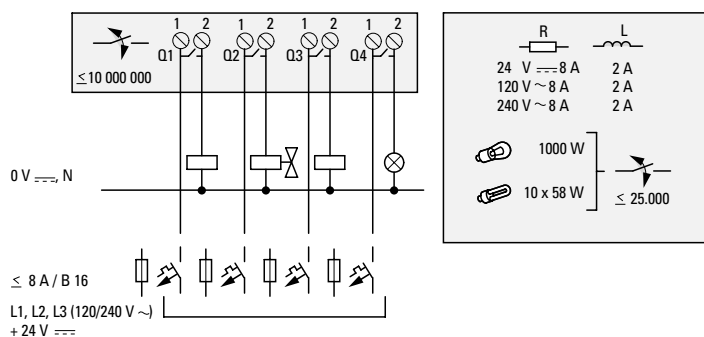 1 2 1 2 1 2 1 2
Q1 Q2 Q3 Q4
≤10 000 000
0 V ⎓, N
≤ 8 A / B 16
L1, L2, L3 (120/240 V ~)
+ 24 V ⎓
R L
24 V ⎓ 8 A 2 A
120 V ~ 8 A 2 A
240 V ~ 8 A 2 A
1000 W
10 x 58 W
≤ 25.000